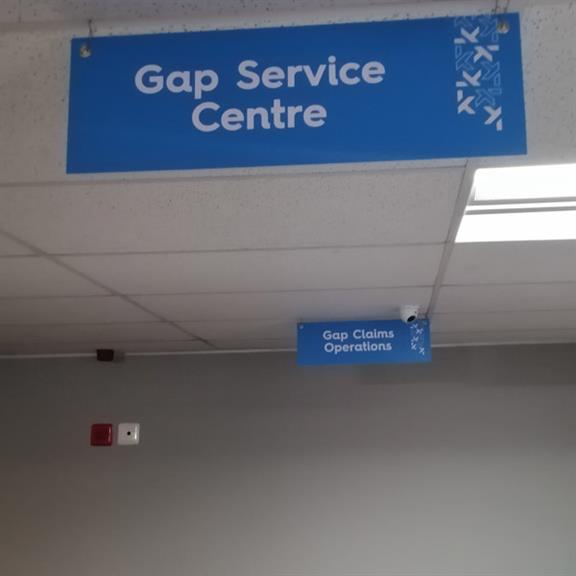 Gap Service
Centre
Gap Claims
Operations